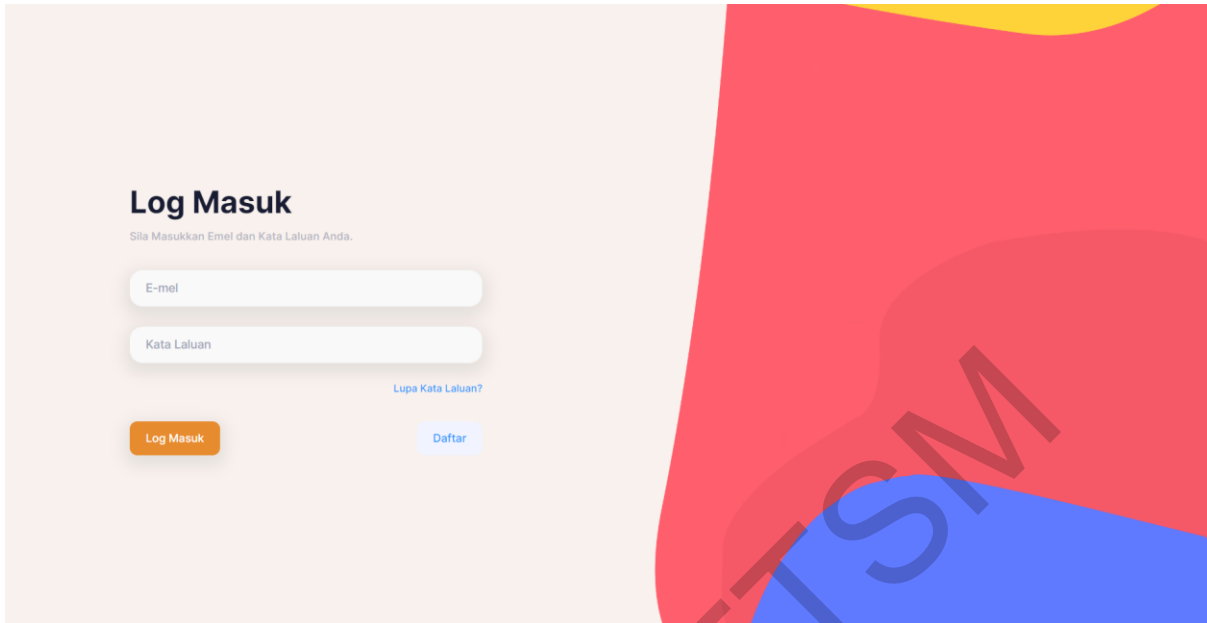 Log Masuk
Sila Masukkan Emel dan Kata Laluan Anda.
E-mel
Kata Laluan
Lupa Kata Laluan?
Log Masuk
Daftar
TSM